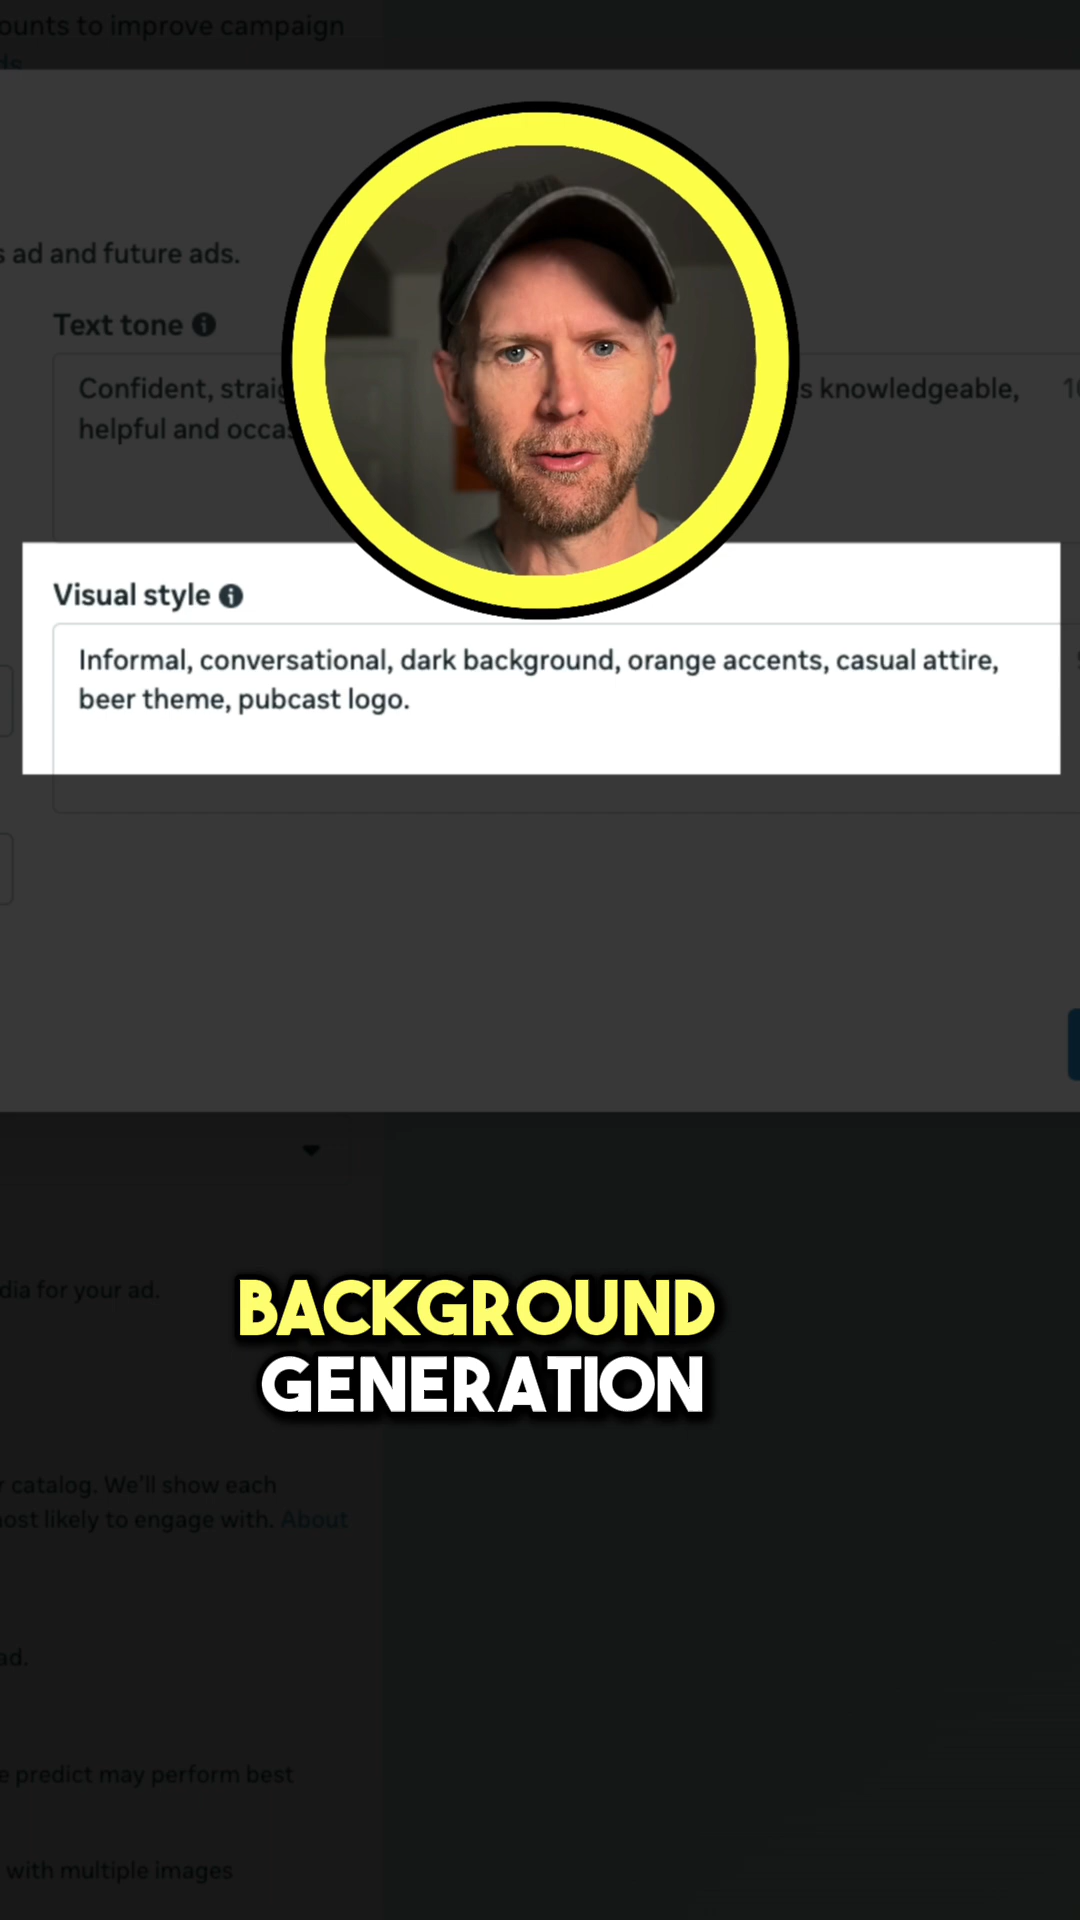 ounts to improve campaign
ds
s ad and future ads.
Text tone
Confident, straig s knowledgeable,
helpful and occas
Visual style
Informal, conversational, dark background, orange accents, casual attire,
beer theme, pubcast logo.
dia for your ad.
BACKGROUND
GENERATION
r catalog. We'll show each
ost likely to engage with. About
ad.
e predict may perform best
with multiple images